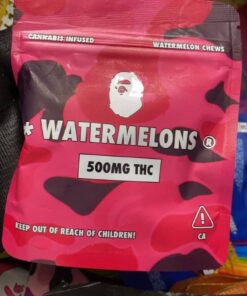 CANNABIS INFUSED
WATERMELON CHEWS
* WATERMELONS ®
500MG THC
KEEP OUT OF REACH OF CHILDREN!
!
CA